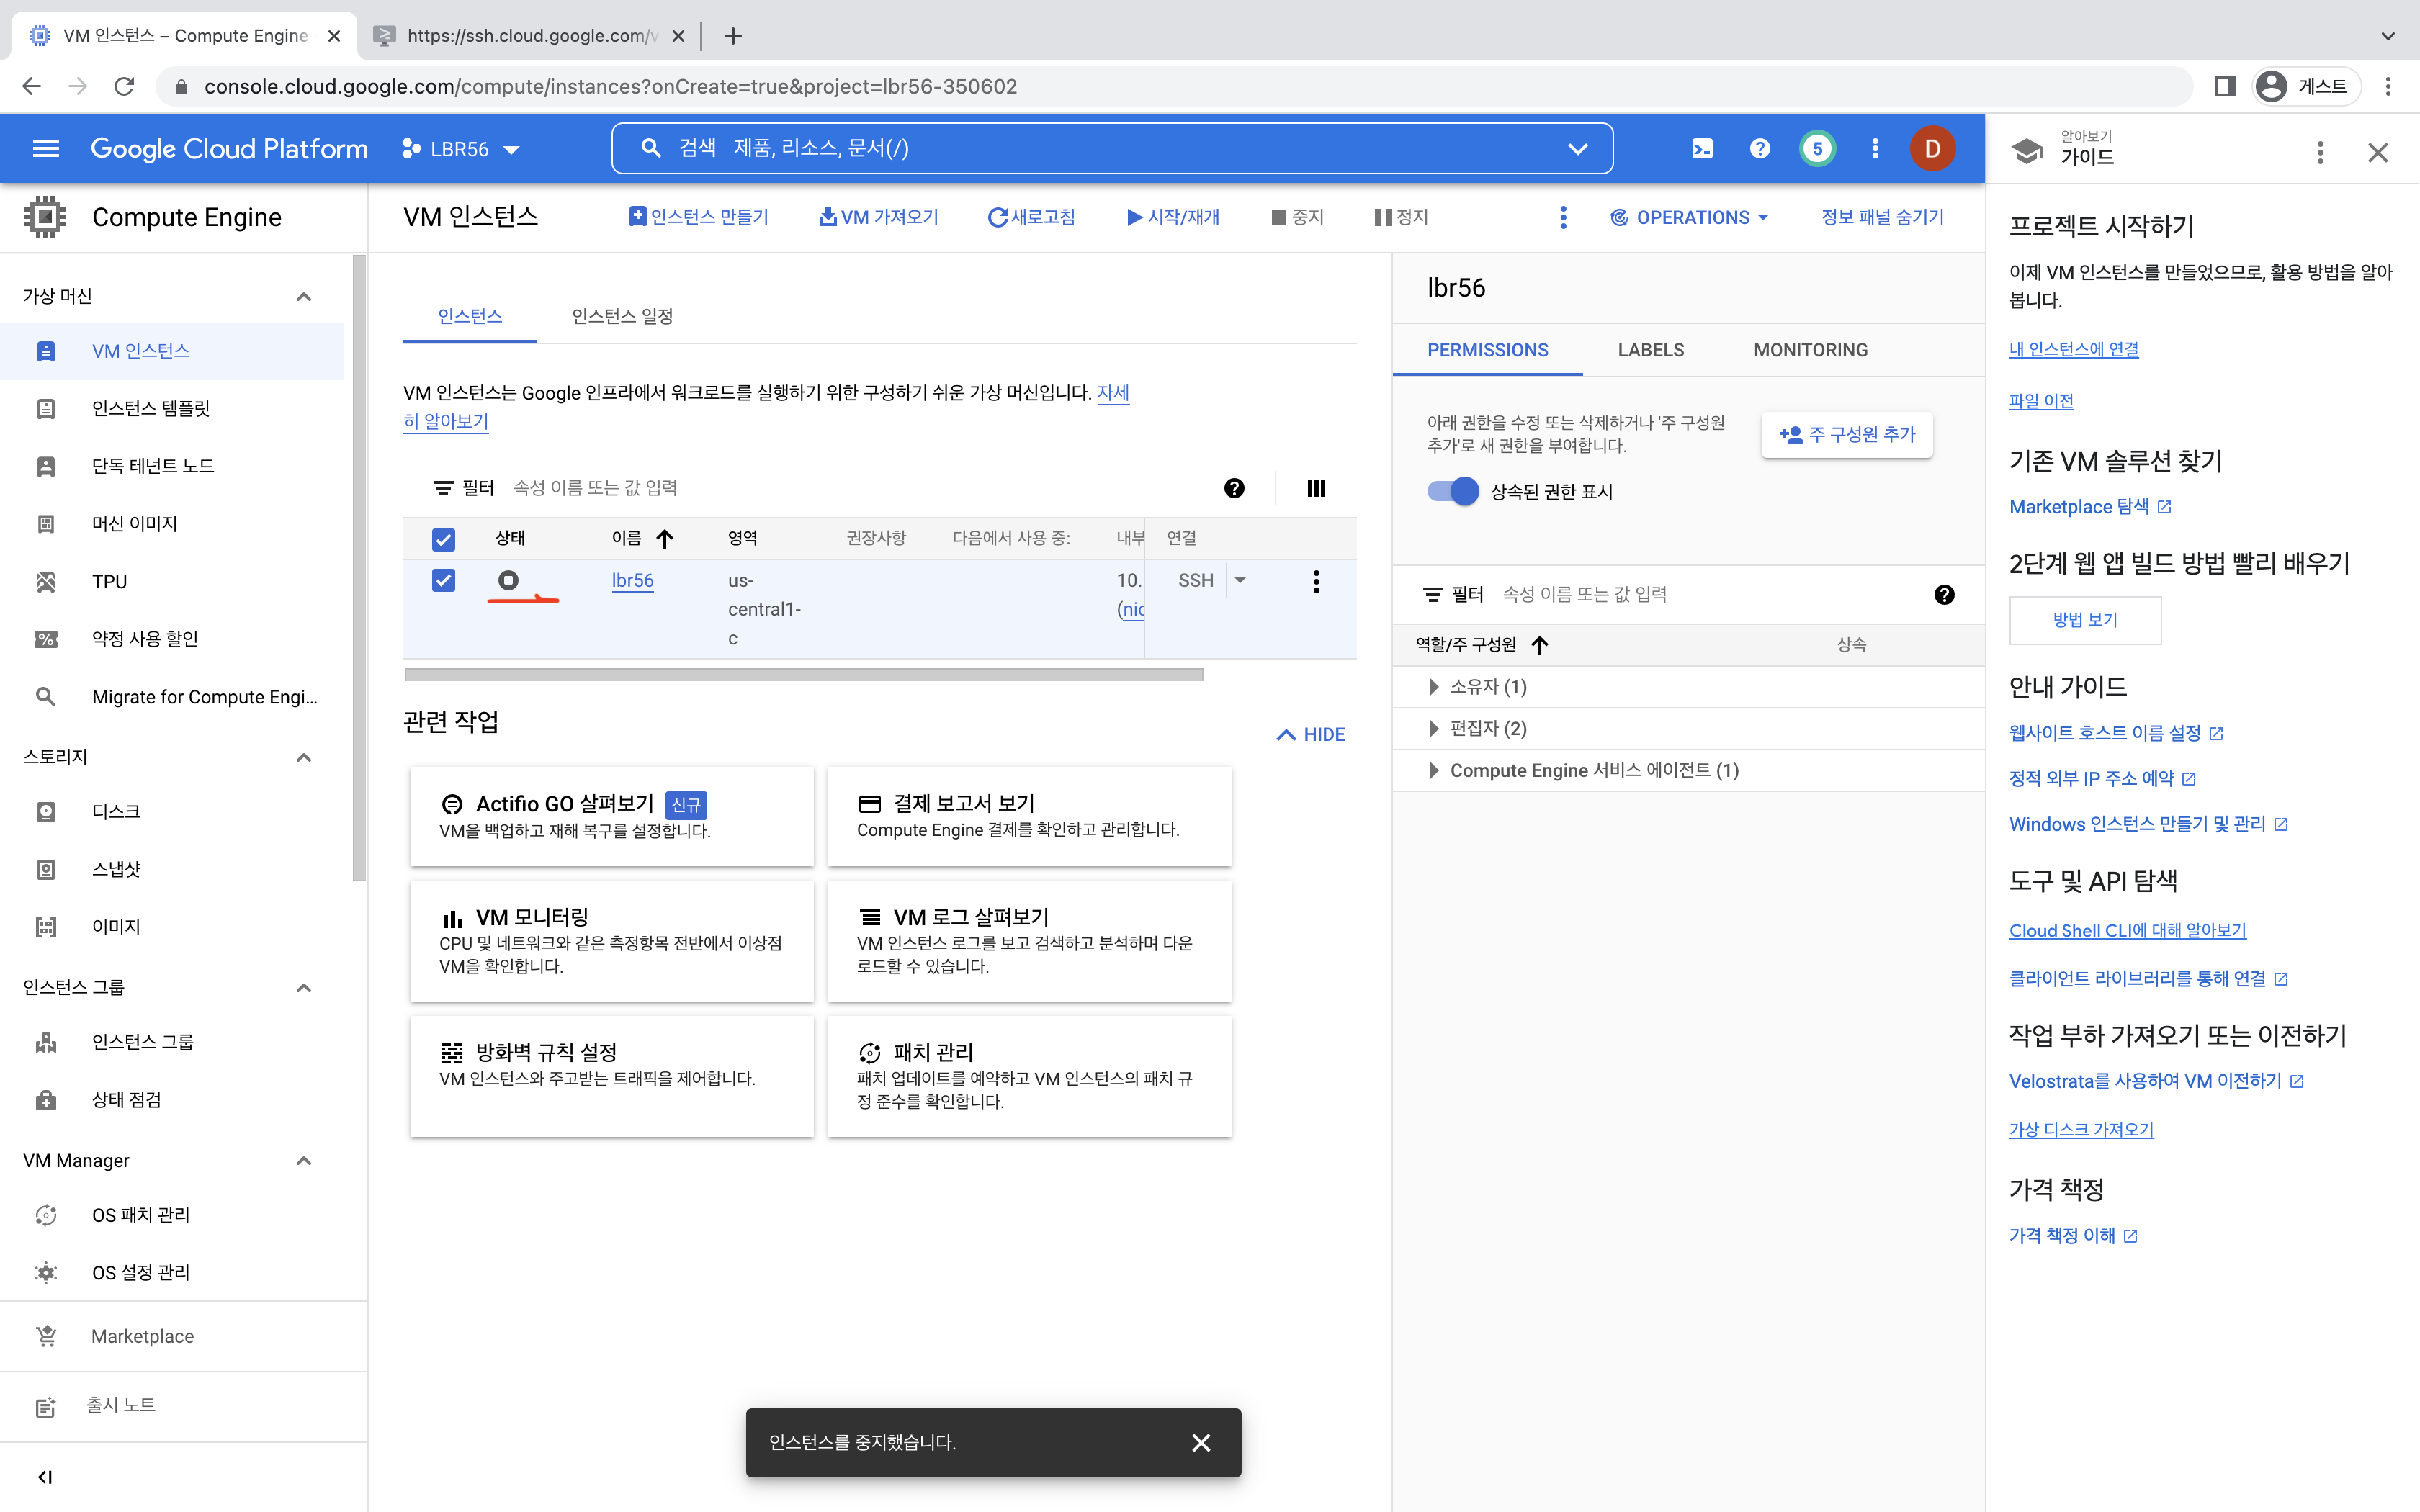 VM 인스턴스 – Compute Engine
https://ssh.cloud.google.com/v
console.cloud.google.com/compute/instances?onCreate=true&project=lbr56-350602
게스트
Google Cloud Platform
LBR56
검색 제품, 리소스, 문서(/)
5
D
알아보기
가이드
Compute Engine
가상 머신
VM 인스턴스
인스턴스 템플릿
단독 테넌트 노드
머신 이미지
TPU
약정 사용 할인
Migrate for Compute Engi...
스토리지
디스크
스냅샷
이미지
인스턴스 그룹
인스턴스 그룹
상태 점검
VM Manager
OS 패치 관리
OS 설정 관리
Marketplace
출시 노트
VM 인스턴스
인스턴스 만들기
VM 가져오기
새로고침
시작/재개
중지
정지
OPERATIONS
정보 패널 숨기기
인스턴스
인스턴스 일정
VM 인스턴스는 Google 인프라에서 워크로드를 실행하기 위한 구성하기 쉬운 가상 머신입니다. 자세
히 알아보기
필터 속성 이름 또는 값 입력
상태 이름 영역 권장사항 다음에서 사용 중: 내부 연결
lbr56 us- 10. SSH
central1- (nic
c
관련 작업
HIDE
Actifio GO 살펴보기 신규
VM을 백업하고 재해 복구를 설정합니다.
결제 보고서 보기
Compute Engine 결제를 확인하고 관리합니다.
VM 모니터링
CPU 및 네트워크와 같은 측정항목 전반에서 이상점
VM을 확인합니다.
VM 로그 살펴보기
VM 인스턴스 로그를 보고 검색하고 분석하며 다운
로드할 수 있습니다.
방화벽 규칙 설정
VM 인스턴스와 주고받는 트래픽을 제어합니다.
패치 관리
패치 업데이트를 예약하고 VM 인스턴스의 패치 규
정 준수를 확인합니다.
인스턴스를 중지했습니다.
lbr56
PERMISSIONS
LABELS
MONITORING
아래 권한을 수정 또는 삭제하거나 '주 구성원
추가'로 새 권한을 부여합니다.
주 구성원 추가
상속된 권한 표시
필터 속성 이름 또는 값 입력
역할/주 구성원 상속
소유자 (1)
편집자 (2)
Compute Engine 서비스 에이전트 (1)
프로젝트 시작하기
이제 VM 인스턴스를 만들었으므로, 활용 방법을 알아
봅니다.
내 인스턴스에 연결
파일 이전
기존 VM 솔루션 찾기
Marketplace 탐색
2단계 웹 앱 빌드 방법 빨리 배우기
방법 보기
안내 가이드
웹사이트 호스트 이름 설정
정적 외부 IP 주소 예약
Windows 인스턴스 만들기 및 관리
도구 및 API 탐색
Cloud Shell CLI에 대해 알아보기
클라이언트 라이브러리를 통해 연결
작업 부하 가져오기 또는 이전하기
Velostrata를 사용하여 VM 이전하기
가상 디스크 가져오기
가격 책정
가격 책정 이해